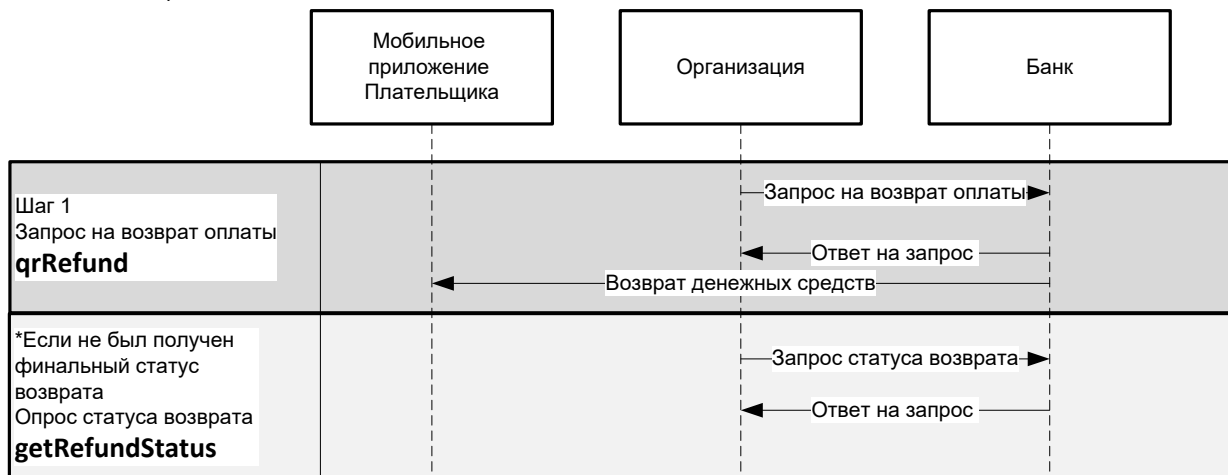 Мобильное
приложение
Плательщика
Организация
Банк
Шаг 1
Запрос на возврат оплаты
qrRefund
Запрос на возврат оплаты
Ответ на запрос
Возврат денежных средств
*Если не был получен
финальный статус
возврата
Опрос статуса возврата
getRefundStatus
Запрос статуса возврата
Ответ на запрос